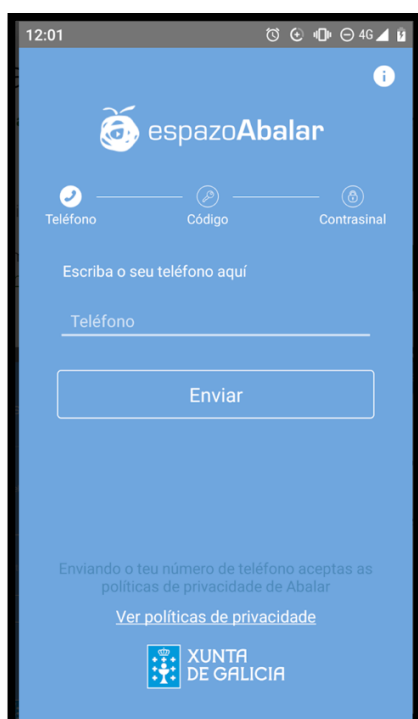 12:01
4G
i
espazoAbalar
Teléfono
Código
Contrasinal
Escriba o seu teléfono aquí
Teléfono
Enviar
Enviando o teu número de teléfono aceptas as
políticas de privacidade de Abalar
Ver políticas de privacidade
XUNTA
DE GALICIA